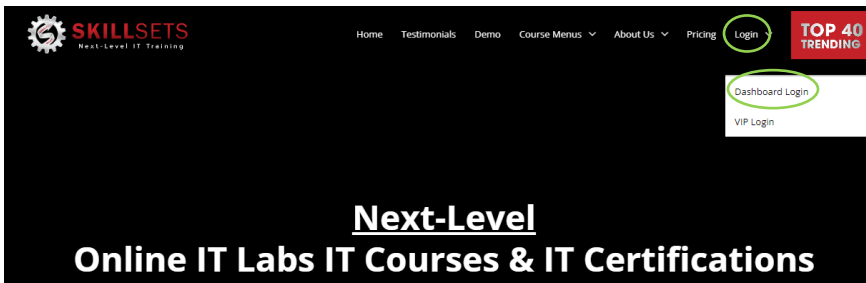 SKILLSETS
Next-Level IT Training
Home Testimonials Demo Course Menus About Us Pricing Login
TOP 40
TRENDING
Dashboard Login
VIP Login
Next-Level
Online IT Labs IT Courses & IT Certifications